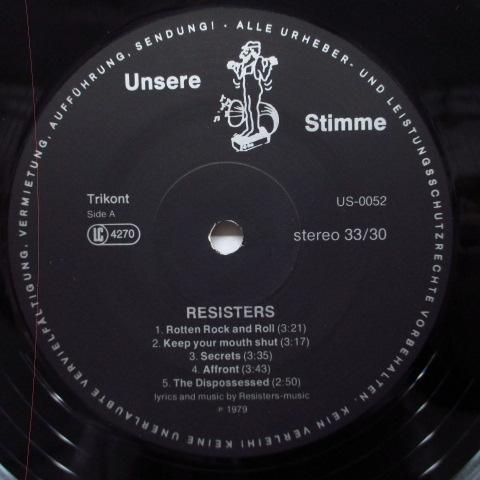 ALLE URHEBER- UND LEISTUNGSSCHUTZRECHTE VORBEHALTEN· KEIN VERLEIH! KEINE UNERLAUBTE VERVIELFÄLTIGUNG, VERMIETUNG, AUFFÜHRUNG, SENDUNG! ·
Unsere
Stimme
Trikont
US-0052
Side A
LC 4270
stereo 33/30
RESISTERS
1. Rotten Rock and Roll (3:21)
2. Keep your mouth shut (3:17)
3. Secrets (3:35)
4. Affront (3:43)
5. The Dispossessed (2:50)
lyrics and music by Resisters-music
P 1979